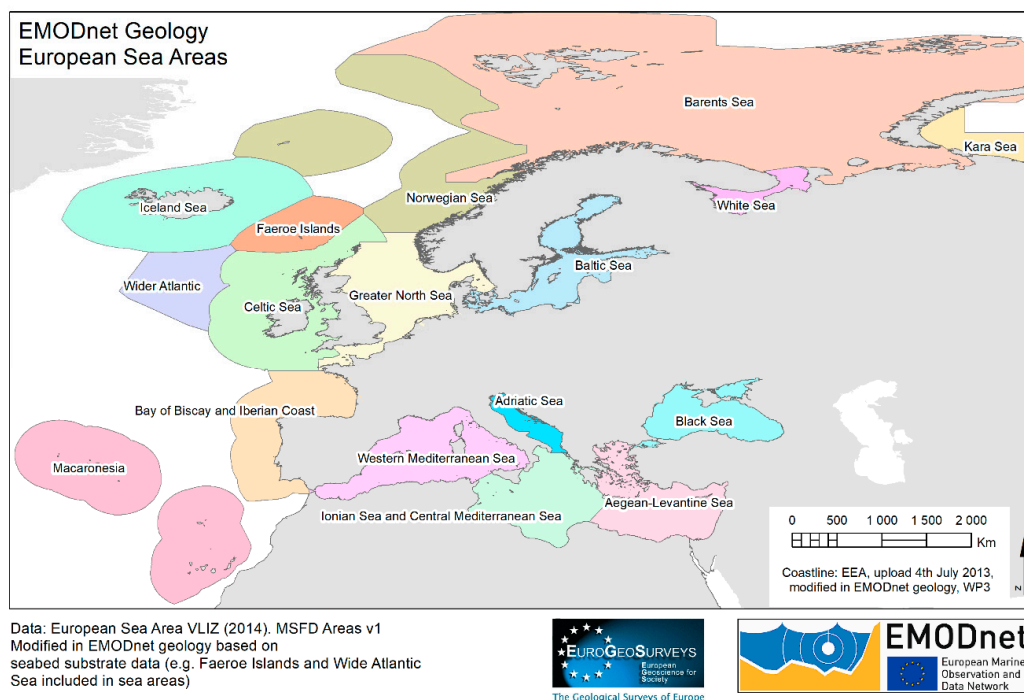 EMODnet Geology
European Sea Areas
Barents Sea
Kara Sea
Norwegian Sea
White Sea
Iceland Sea
Faeroe Islands
Baltic Sea
Wider Atlantic
Greater North Sea
Celtic Sea
Adriatic Sea
Bay of Biscay and Iberian Coast
Black Sea
Western Mediterranean Sea
Macaronesia
Aegean-Levantine Sea
Ionian Sea and Central Mediterranean Sea
0 500 1 000 1 500 2 000
Km
Coastline: EEA, upload 4th July 2013,
modified in EMODnet geology, WP3
N
Data: European Sea Area VLIZ (2014). MSFD Areas v1
Modified in EMODnet geology based on
seabed substrate data (e.g. Faeroe Islands and Wide Atlantic
Sea included in sea areas)
EUROGEOSURVEYS
European
Geoscience for
Society
The Geological Surveys of Europe
EMODnet
European Marine
Observation and
Data Network